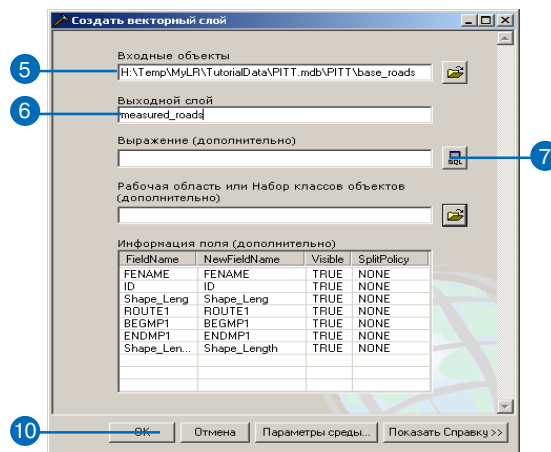 Создать векторный слой
Входные объекты
5
H:\Temp\MyLR\TutorialData\PITT.mdb\PITT\base_roads
Выходной слой
6
measured_roads
Выражение (дополнительно)
SQL
7
Рабочая область или Набор классов объектов
(дополнительно)
Информация поля (дополнительно)
FieldName NewFieldName Visible SplitPolicy
FENAME FENAME TRUE NONE
ID ID TRUE NONE
Shape_Leng Shape_Leng TRUE NONE
ROUTE1 ROUTE1 TRUE NONE
BEGMP1 BEGMP1 TRUE NONE
ENDMP1 ENDMP1 TRUE NONE
Shape_Len... Shape_Length TRUE NONE
10
OK Отмена Параметры среды... Показать Справку >>